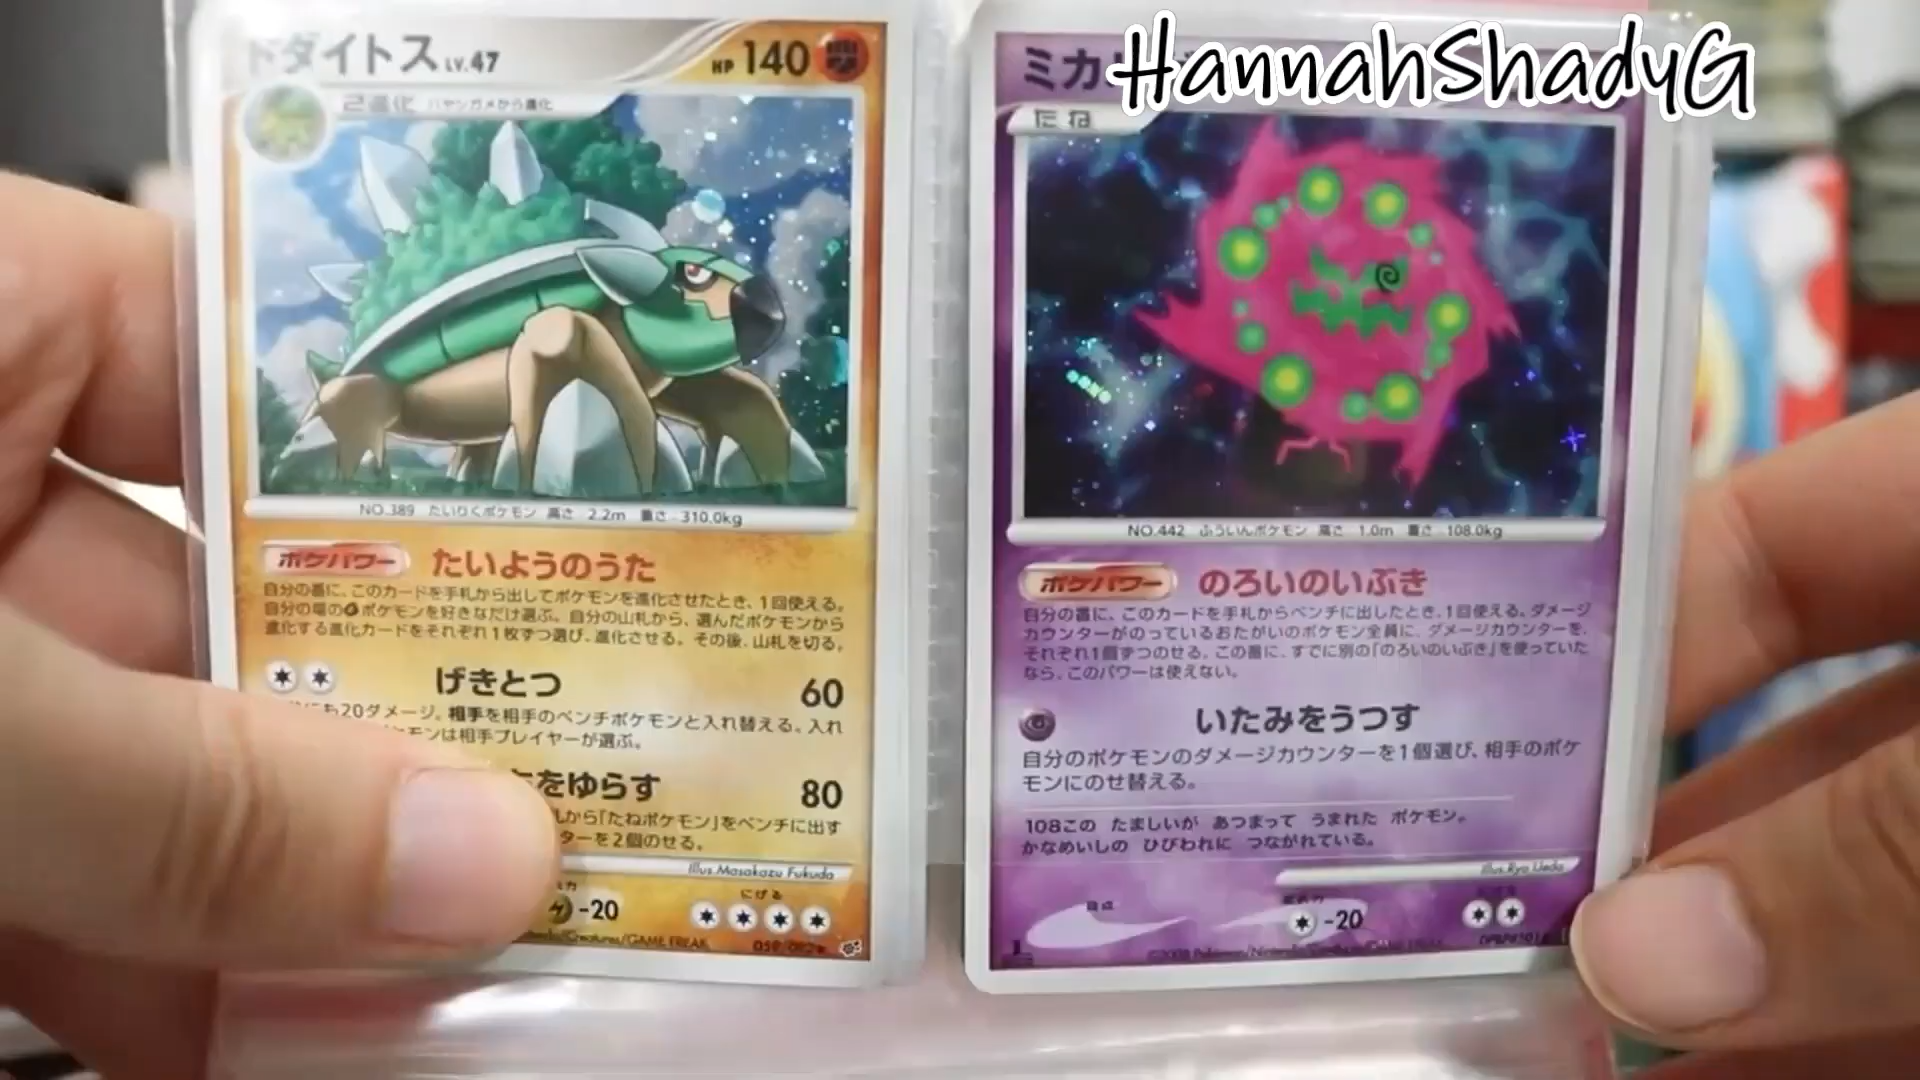 HannahShadyG
ドダイトス LV.47
HP 140
2進化 ハヤシガメから進化
NO.389 たいりくポケモン 高さ 2.2m 重さ 310.0kg
ポケパワー たいようのうた
自分の番に、このカードを手札から出してポケモンを進化させたとき、1回使える。
自分の場のポケモンを好きなだけ選ぶ。自分の山札から、選んだポケモンから
進化する進化カードをそれぞれ1枚ずつ選び、進化させる。その後、山札を切る。
げきとつ 60
も20ダメージ。相手を相手のベンチポケモンと入れ替える。入れ
モンは相手プレイヤーが選ぶ。
をゆらす 80
から「たねポケモン」をベンチに出す
ターを2個のせる。
Illus.Masakazu Fukuda
-20
にげる
/Creatures/GAME FREAK
059/092
ミカ
たね
NO.442 ふういんポケモン 高さ 1.0m 重さ 108.0kg
ポケパワー のろいのいぶき
自分の番に、このカードを手札からベンチに出したとき、1回使える。ダメージ
カウンターがのっているおたがいのポケモン全員に、ダメージカウンターを、
それぞれ1個ずつのせる。この番に、すでに別の「のろいのいぶき」を使っていた
なら、このパワーは使えない。
いたみをうつす
自分のポケモンのダメージカウンターを1個選び、相手のポケ
モンにのせ替える。
108この たましいが あつまって うまれた ポケモン。
かなめいしの ひびわれに つながれている。
Illus.Ryo Ueda
弱点
抵抗力
-20
にげる
©2008 Pokémon/Nintendo/Creatures/GAME FREAK